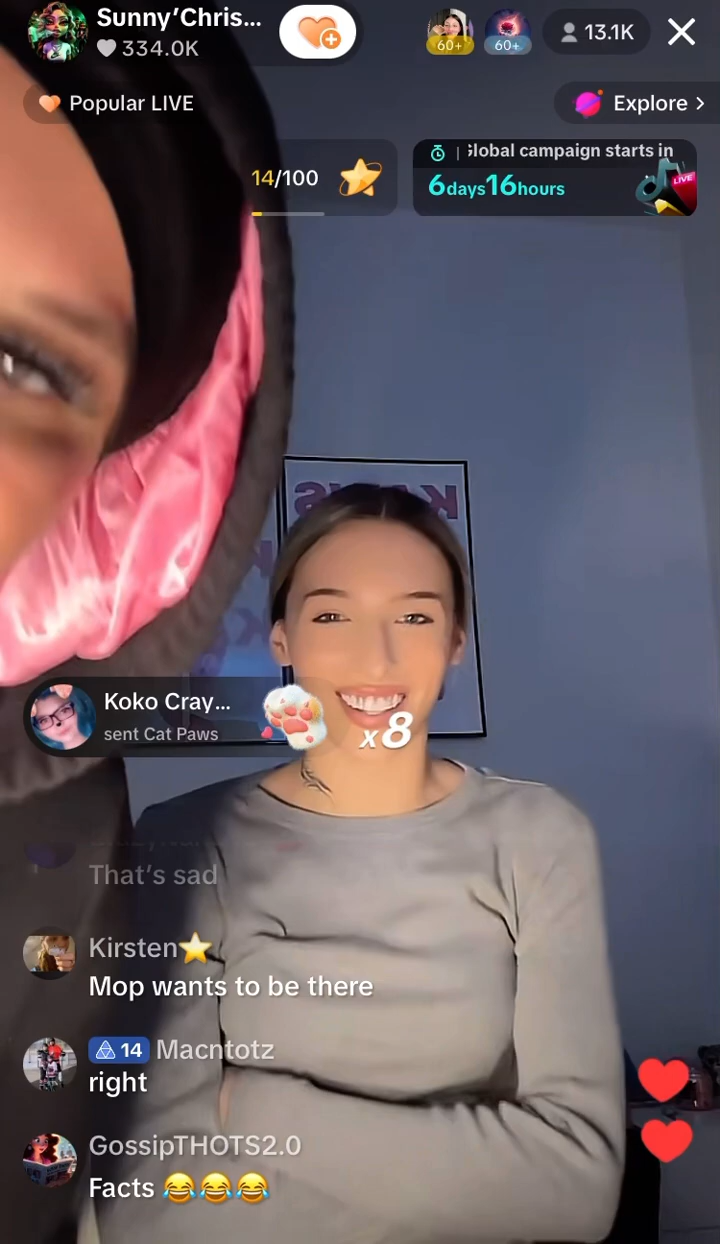 Sunny’Chris...
334.0K
60+
60+
13.1K
Popular LIVE
Explore >
14/100
Global campaign starts in
6days16hours
LIVE
KAWS
Koko Cray...
sent Cat Paws
x8
That’s sad
Kirsten⭐
Mop wants to be there
14 Macntotz
right
GossipTHOTS2.0
Facts 😂😂😂